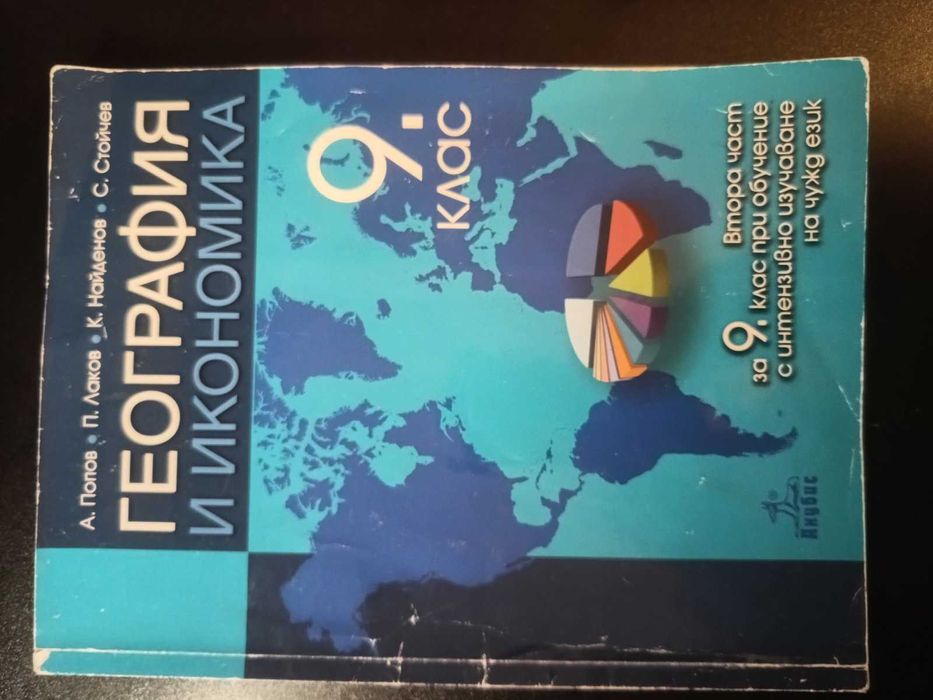 А. Попов • П. Лаков • К. Найденов • С. Стойчев
ГЕОГРАФИЯ
И ИКОНОМИКА
9.
клас
Втора част
за 9. клас при обучение
с интензивно изучаване
на чужд език
Анубис